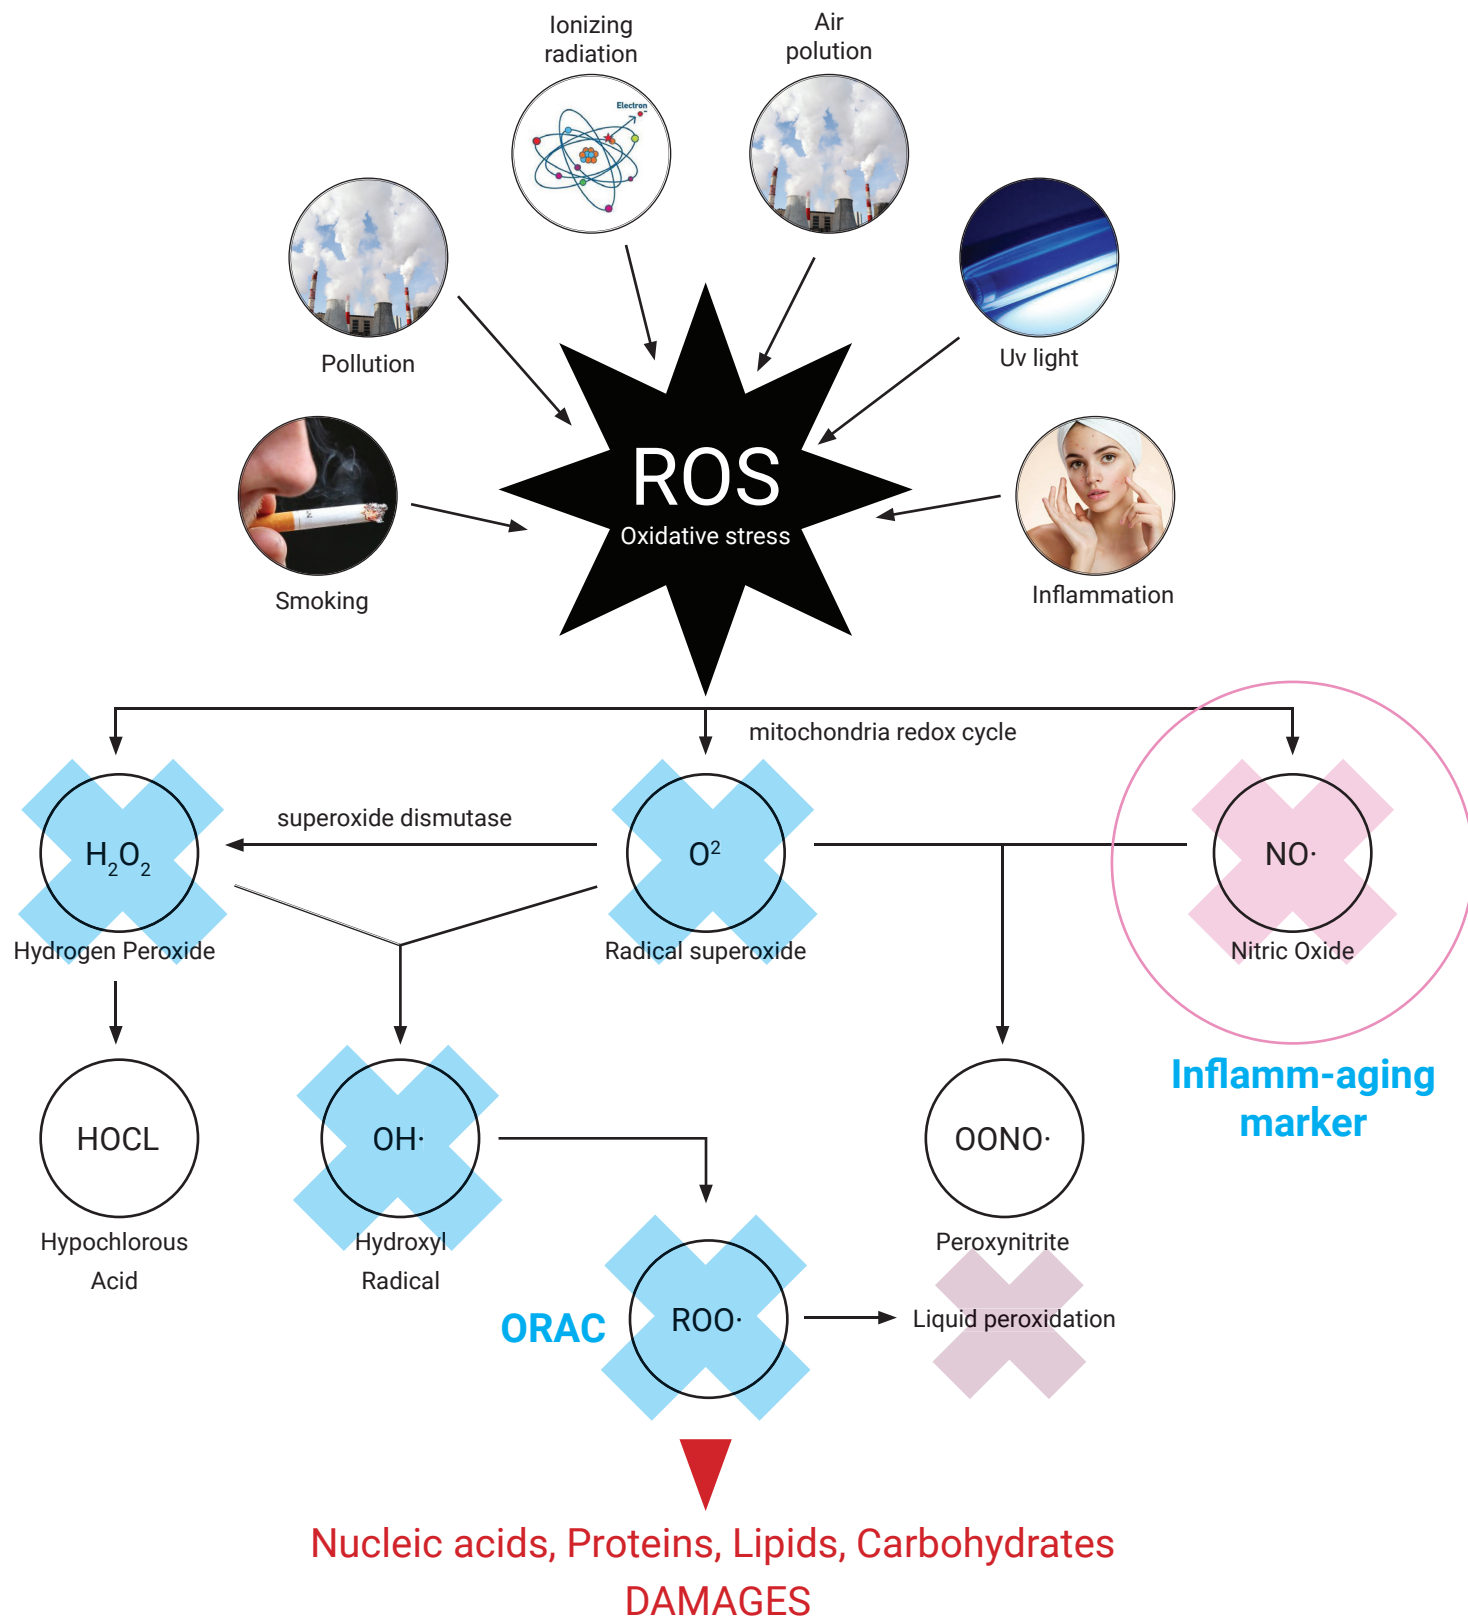 Ionizing
radiation
Air
polution
Electron
Pollution
Uv light
ROS
Oxidative stress
Smoking
Inflammation
mitochondria redox cycle
superoxide dismutase
H₂O₂
O²
NO·
Hydrogen Peroxide
Radical superoxide
Nitric Oxide
Inflamm-aging
marker
HOCL
OH·
OONO·
Hypochlorous
Acid
Hydroxyl
Radical
Peroxynitrite
ORAC
ROO·
Liquid peroxidation
Nucleic acids, Proteins, Lipids, Carbohydrates
DAMAGES